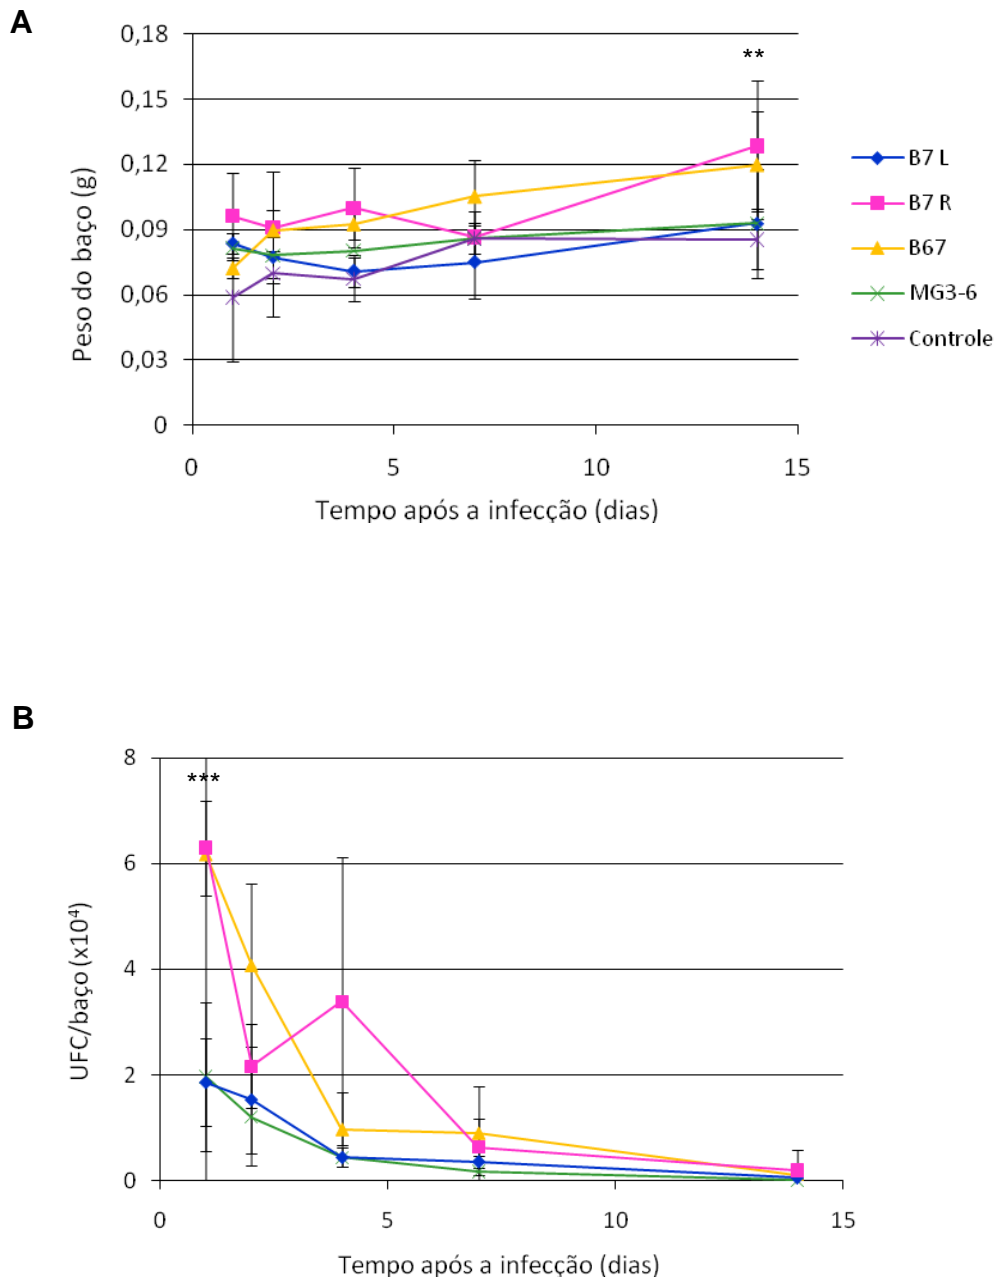 A
0,18
0,15
0,12
0,09
0,06
0,03
0
Peso do baço (g)
**
0 5 10 15
Tempo após a infecção (dias)
B7 L
B7 R
B67
MG3-6
Controle
B
8
6
4
2
0
UFC/baço (x10⁴)
***
0 5 10 15
Tempo após a infecção (dias)